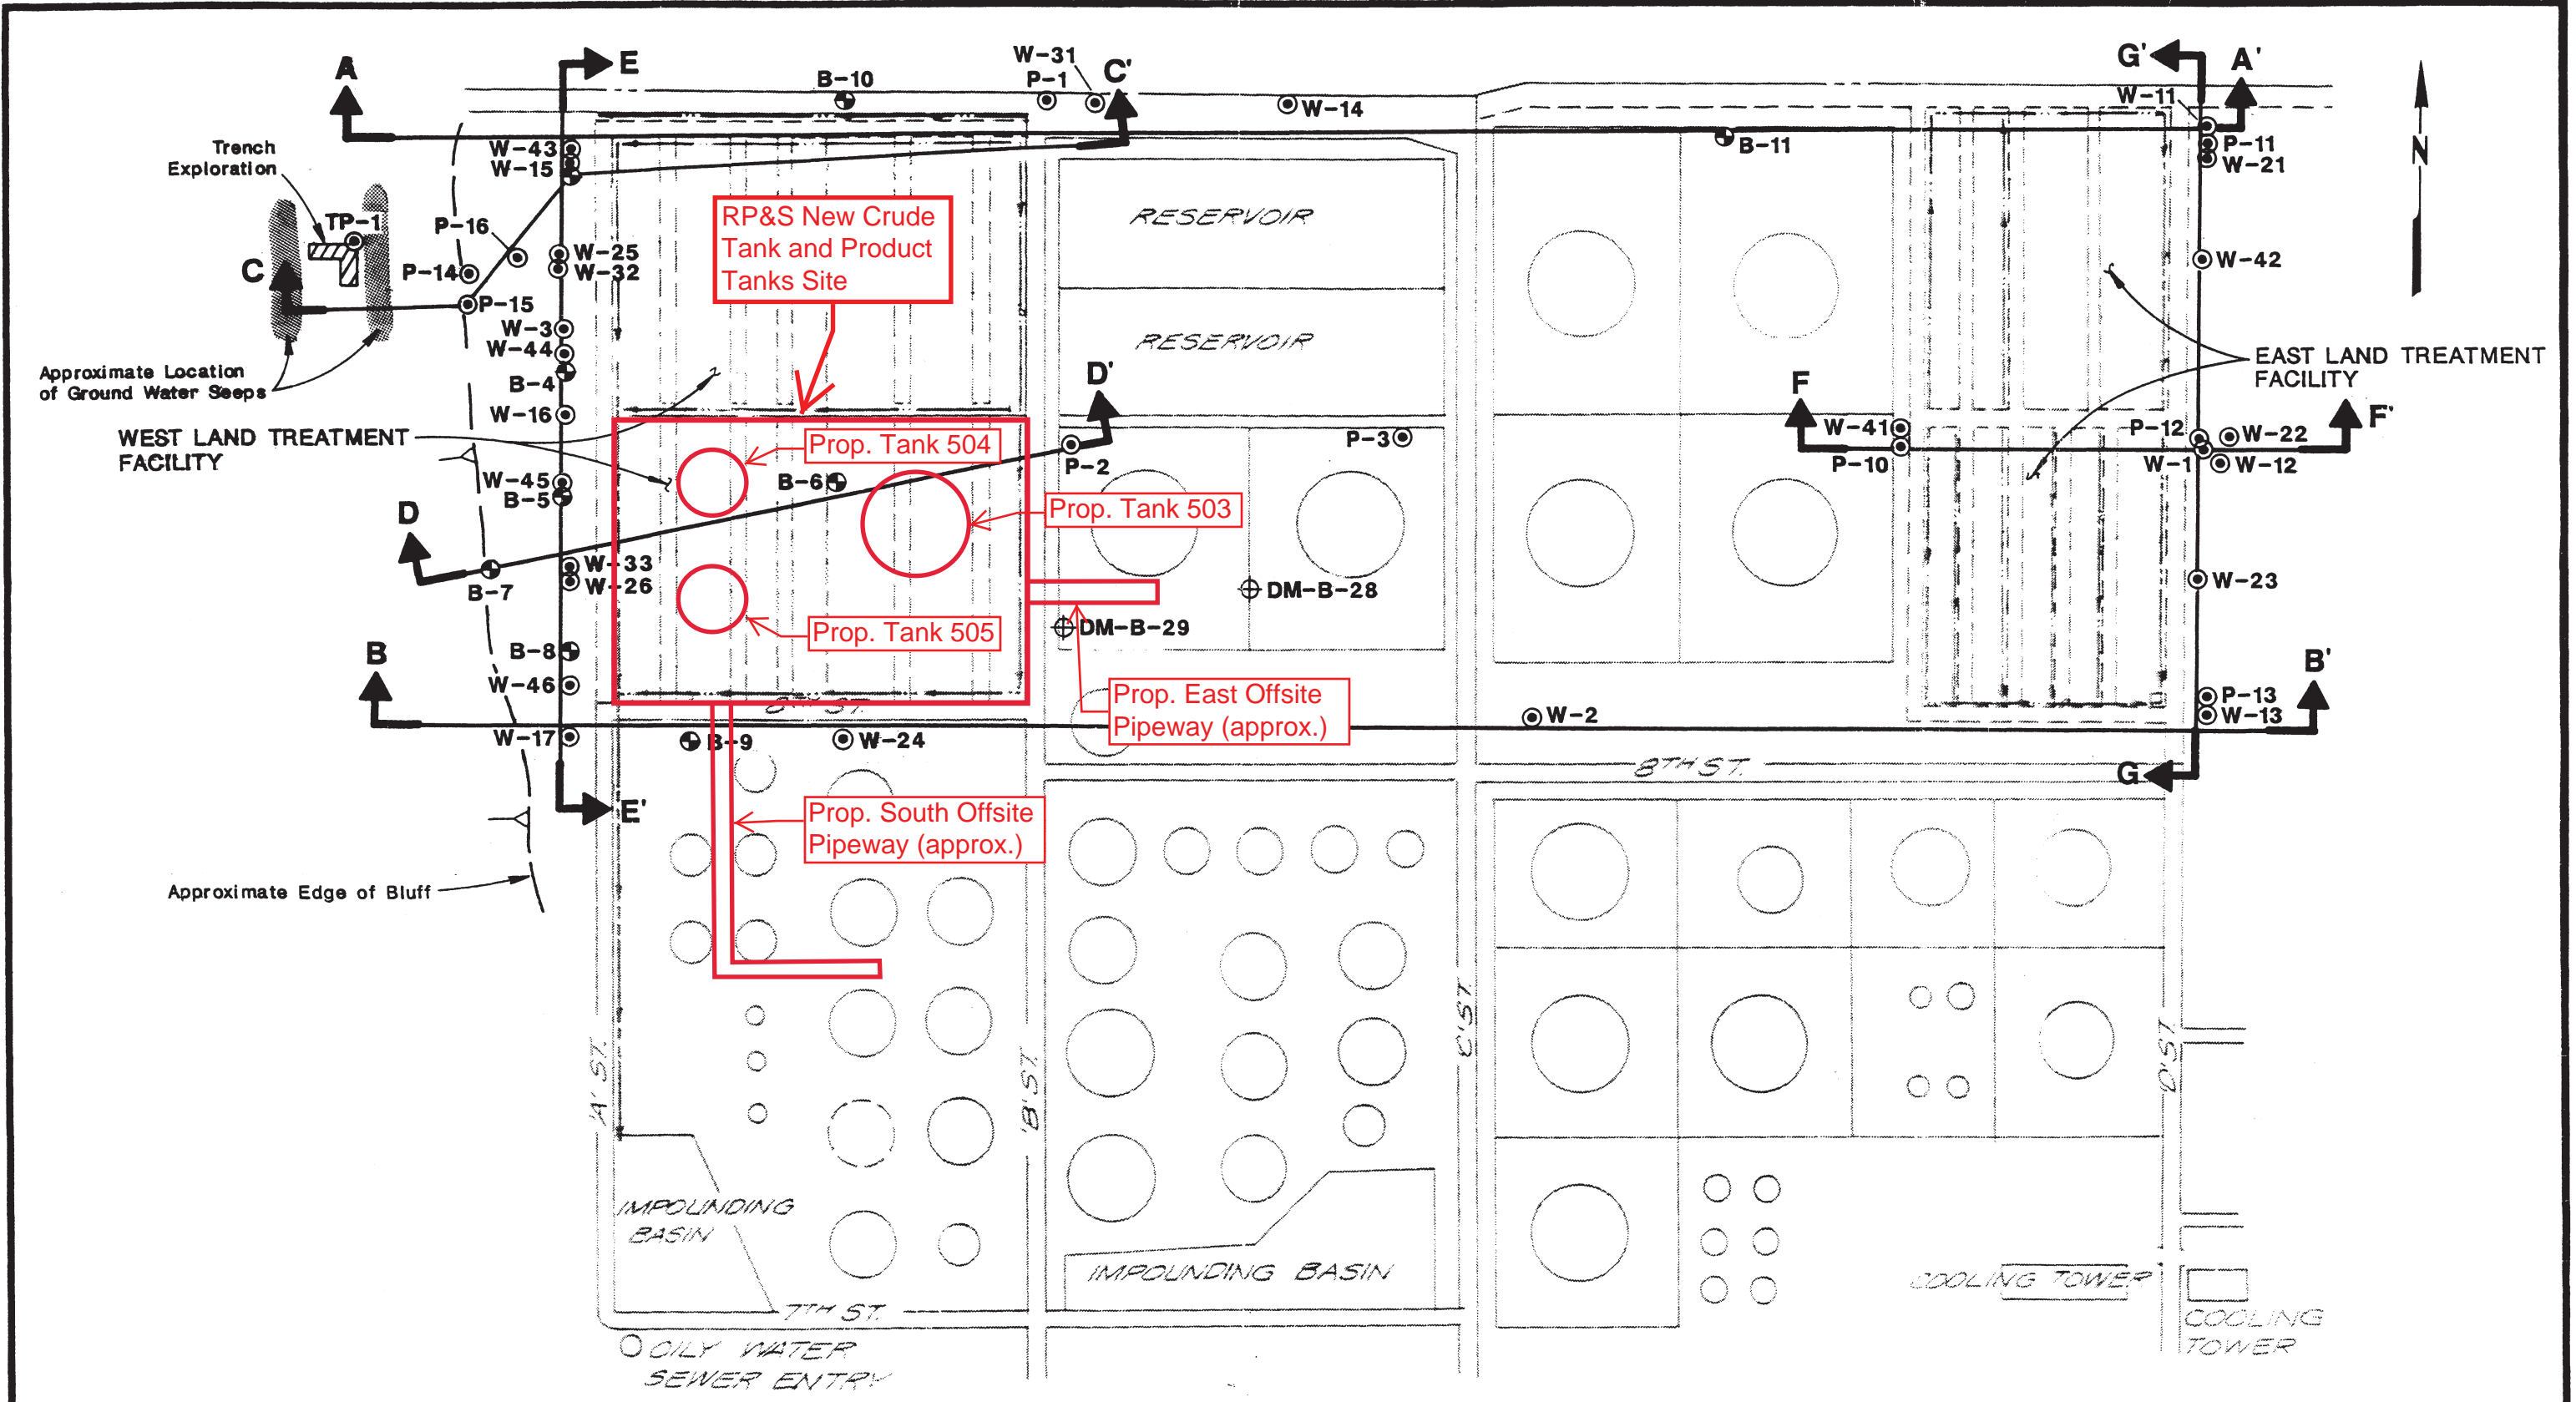 A
E
B-10
W-31
P-1
C'
W-14
G'
A'
W-11
N
Trench
Exploration
W-43
W-15
B-11
P-11
W-21
TP-1
P-16
C
P-14
P-15
W-25
W-32
RP&S New Crude
Tank and Product
Tanks Site
RESERVOIR
W-42
W-3
W-44
B-4
W-16
RESERVOIR
Approximate Location
of Ground Water Seeps
EAST LAND TREATMENT
FACILITY
WEST LAND TREATMENT
FACILITY
D'
F
F'
Prop. Tank 504
P-2
P-3
W-41
P-10
P-12
W-1
W-22
W-12
W-45
B-5
B-6
Prop. Tank 503
D
B-7
W-33
W-26
DM-B-28
W-23
Prop. Tank 505
DM-B-29
B
B-8
W-46
B'
8TH ST.
Prop. East Offsite
Pipeway (approx.)
P-13
W-13
W-2
W-17
B-9
W-24
8TH ST.
G
E'
Prop. South Offsite
Pipeway (approx.)
Approximate Edge of Bluff
'A' ST.
'B' ST.
'C' ST.
'D' ST.
IMPOUNDING
BASIN
IMPOUNDING BASIN
COOLING TOWER
COOLING
TOWER
7TH ST.
OILY WATER
SEWER ENTRY